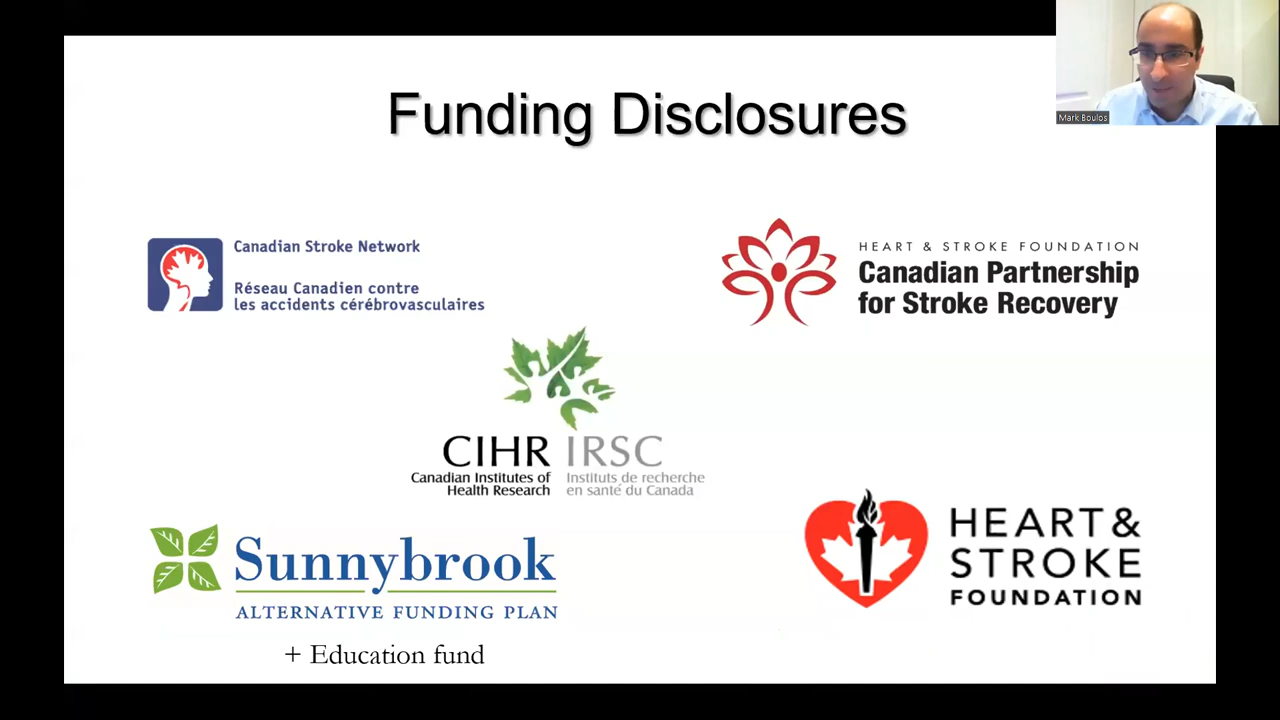 Funding Disclosures
Mark Boulos
Canadian Stroke Network
Réseau Canadien contre
les accidents cérébrovasculaires
HEART & STROKE FOUNDATION
Canadian Partnership
for Stroke Recovery
CIHR IRSC
Canadian Institutes of Instituts de recherche
Health Research en santé du Canada
Sunnybrook
ALTERNATIVE FUNDING PLAN
+ Education fund
HEART &
STROKE
FOUNDATION